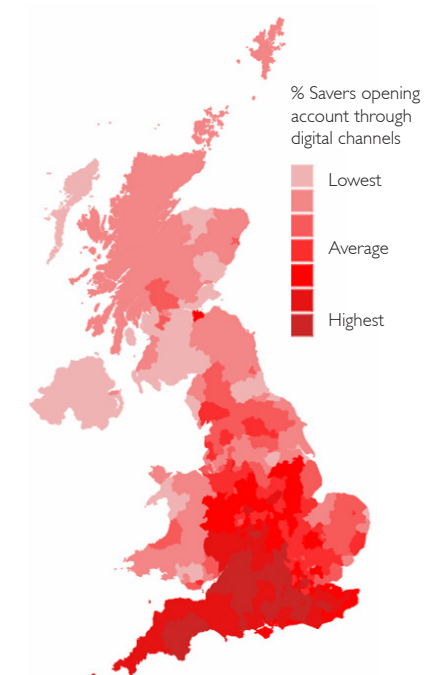 % Savers opening
account through
digital channels
Lowest
Average
Highest